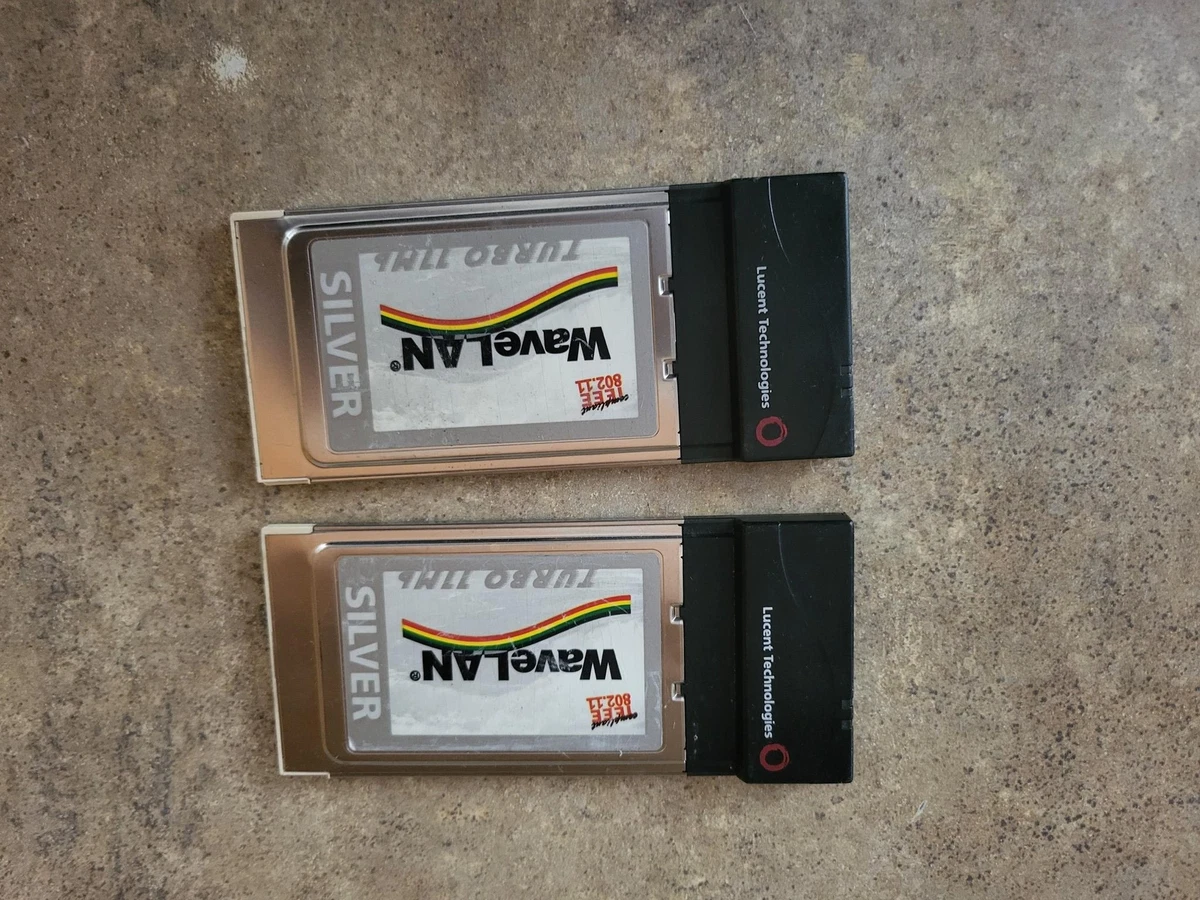 TURBO 11Mb
SILVER
WaveLAN®
IEEE
802.11
compliant
Lucent Technologies
TURBO 11Mb
SILVER
WaveLAN®
IEEE
802.11
compliant
Lucent Technologies